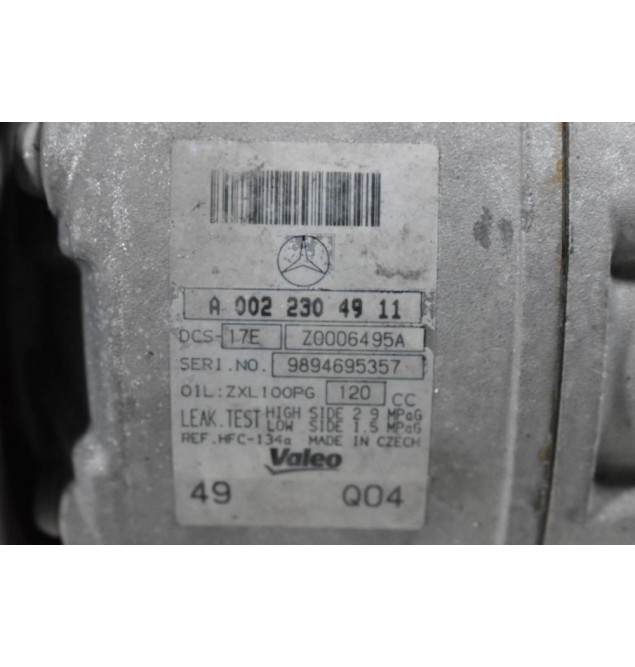 A 002 230 49 11
DCS-17E Z0006495A
SERI.NO. 9894695357
OIL:ZXL100PG 120 CC
LEAK.TEST HIGH SIDE 2.9 MPaG
LOW SIDE 1.5 MPaG
REF.HFC-134a MADE IN CZECH
Valeo
49 Q04